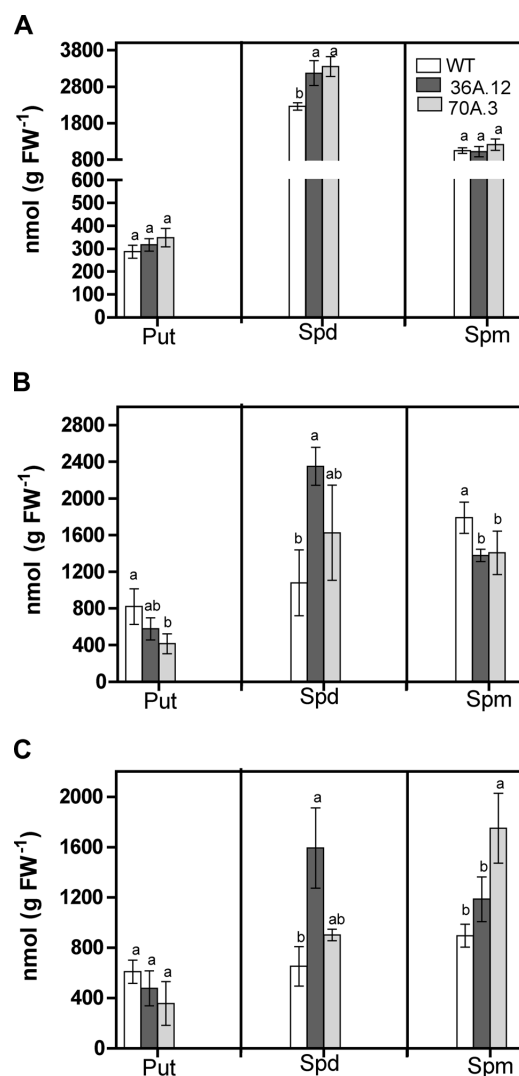 A
nmol (g FW⁻¹)
3800
2800
1800
800
600
500
400
300
200
100
0
a a a
b a a
a a a
WT
36A.12
70A.3
Put Spd Spm
B
nmol (g FW⁻¹)
2800
2400
2000
1600
1200
800
400
0
a ab b
b a ab
a b b
Put Spd Spm
C
nmol (g FW⁻¹)
2000
1600
1200
800
400
0
a a a
b a ab
b b a
Put Spd Spm